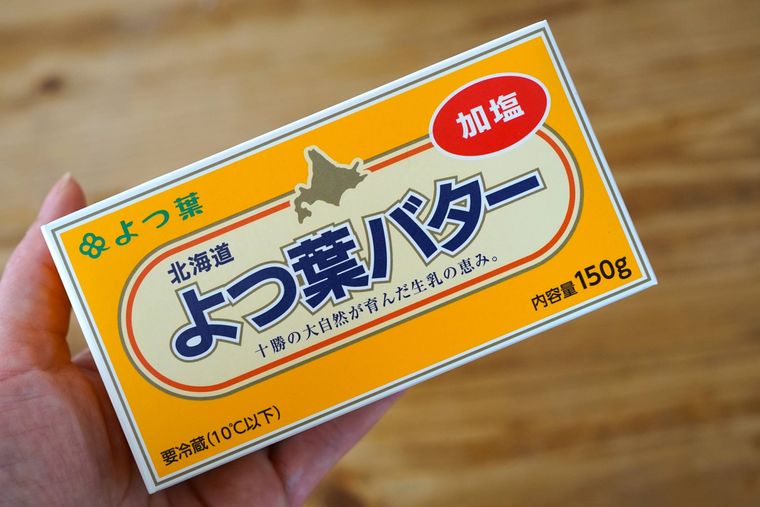 加塩
よつ葉
北海道
よつ葉バター
十勝の大自然が育んだ生乳の恵み。
内容量150g
要冷蔵(10℃以下)